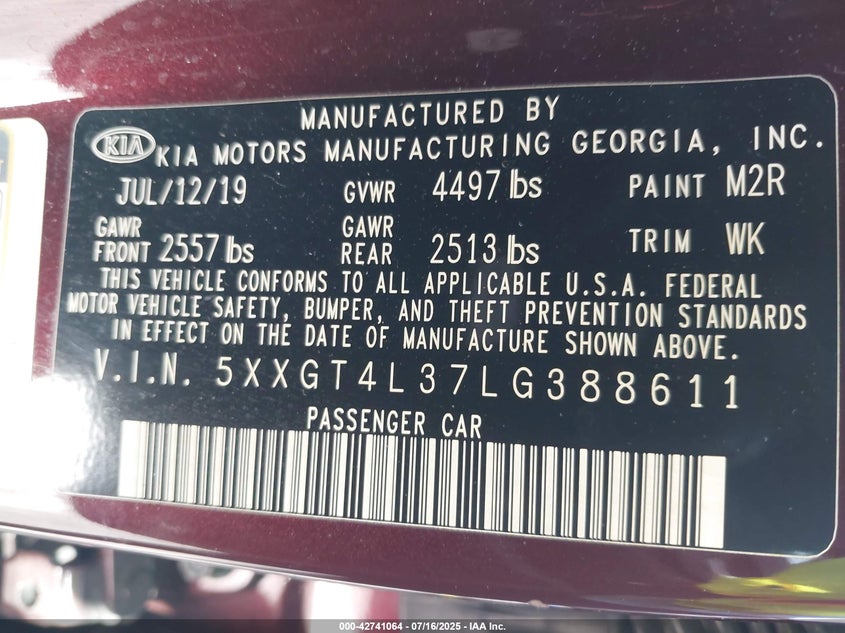 MANUFACTURED BY
KIA KIA MOTORS MANUFACTURING GEORGIA, INC.
JUL/12/19 GVWR 4497 lbs PAINT M2R
GAWR FRONT 2557 lbs GAWR REAR 2513 lbs TRIM WK
THIS VEHICLE CONFORMS TO ALL APPLICABLE U.S.A. FEDERAL
MOTOR VEHICLE SAFETY, BUMPER, AND THEFT PREVENTION STANDARDS
IN EFFECT ON THE DATE OF MANUFACTURE SHOWN ABOVE.
V.I.N. 5XXGT4L37LG388611
PASSENGER CAR
000-42741064 - 07/16/2025 - IAA Inc.